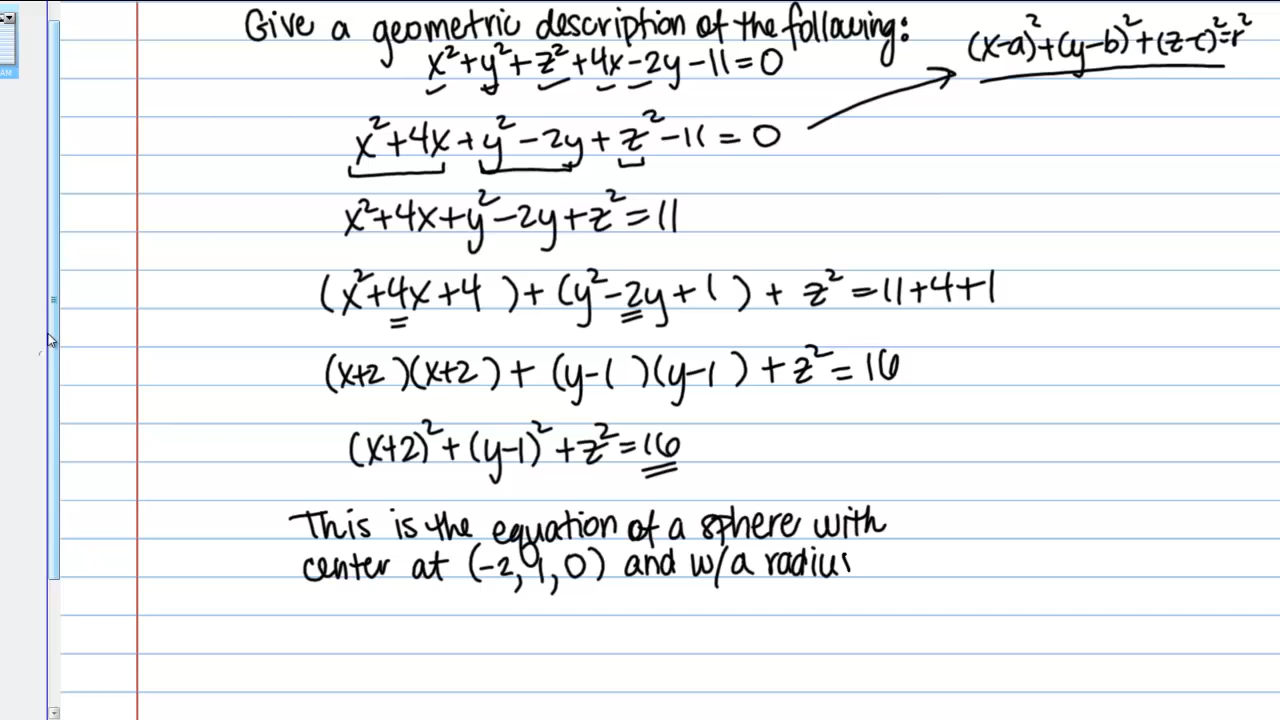 Give a geometric description of the following:
x²+y²+z²+4x-2y-11=0
(x-a)²+(y-b)²+(z-c)²=r²
x²+4x+y²-2y+z²-11=0
x²+4x+y²-2y+z²=11
(x²+4x+4)+(y²-2y+1)+z²=11+4+1
(x+2)(x+2)+(y-1)(y-1)+z²=16
(x+2)²+(y-1)²+z²=16
This is the equation of a sphere with
center at (-2,1,0) and w/a radius
AM